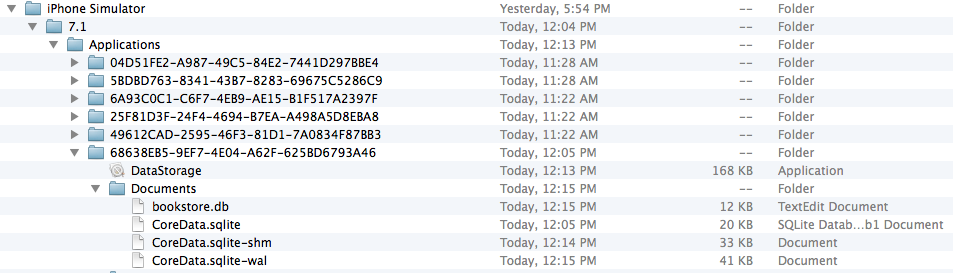 iPhone Simulator Yesterday, 5:54 PM -- Folder
7.1 Today, 12:04 PM -- Folder
Applications Today, 12:13 PM -- Folder
04D51FE2-A987-49C5-84E2-7441D297BBE4 Today, 11:28 AM -- Folder
5BDBD763-8341-43B7-8283-69675C5286C9 Today, 11:28 AM -- Folder
6A93C0C1-C6F7-4EB9-AE15-B1F517A2397F Today, 11:22 AM -- Folder
25F81D3F-24F4-4694-B7EA-A498A5D8EBA8 Today, 11:22 AM -- Folder
49612CAD-2595-46F3-81D1-7A0834F87BB3 Today, 11:22 AM -- Folder
68638EB5-9EF7-4E04-A62F-625BD6793A46 Today, 12:05 PM -- Folder
DataStorage Today, 12:13 PM 168 KB Application
Documents Today, 12:15 PM -- Folder
bookstore.db Today, 12:15 PM 12 KB TextEdit Document
CoreData.sqlite Today, 12:05 PM 20 KB SQLite Datab...b1 Document
CoreData.sqlite-shm Today, 12:14 PM 33 KB Document
CoreData.sqlite-wal Today, 12:15 PM 41 KB Document